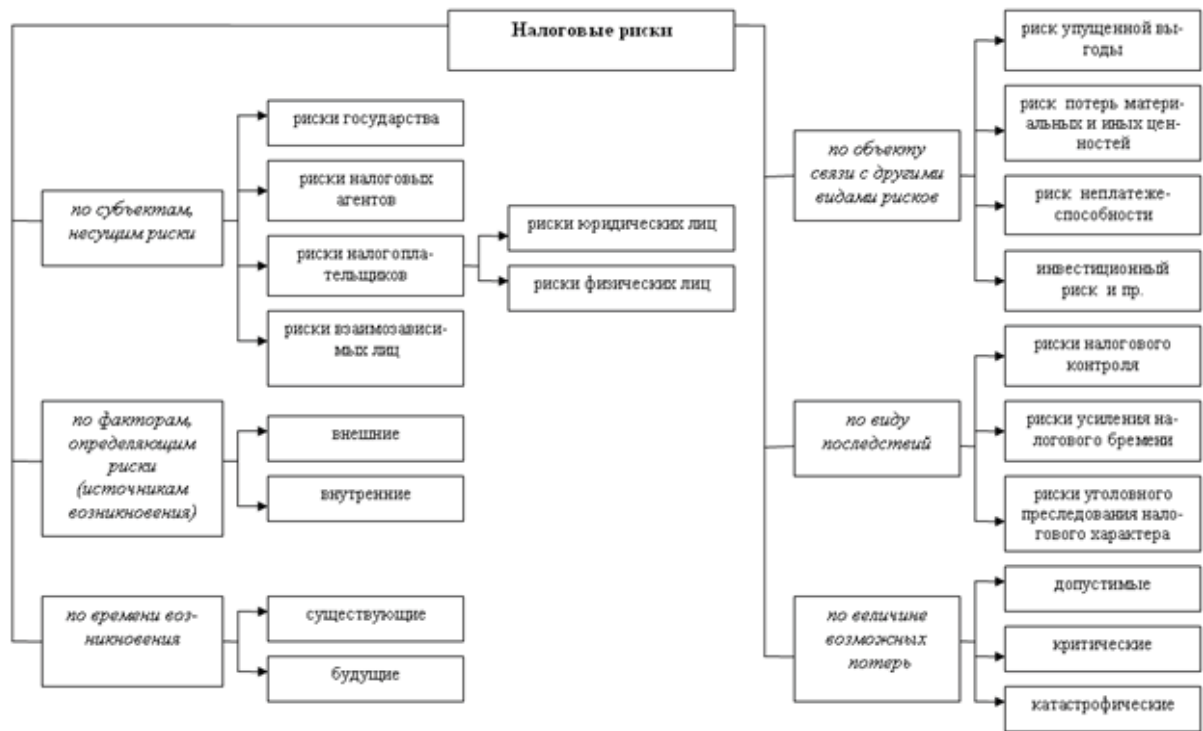 Налоговые риски
по субъектам,
несущим риски
риски государства
риски налоговых
агентов
риски налогопла-
тельщиков
риски юридических лиц
риски физических лиц
риски взаимозависи-
мых лиц
по факторам,
определяющим
риски
(источникам
возникновения)
внешние
внутренние
по времени воз-
никновения
существующие
будущие
по объекту
связи с другими
видами рисков
риск упущенной вы-
годы
риск потерь матери-
альных и иных цен-
ностей
риск неплатеже-
способности
инвестиционный
риск и пр.
по виду
последствий
риски налогового
контроля
риски усиления на-
логового бремени
риски уголовного
преследования нало-
гового характера
по величине
возможных
потерь
допустимые
критические
катастрофические